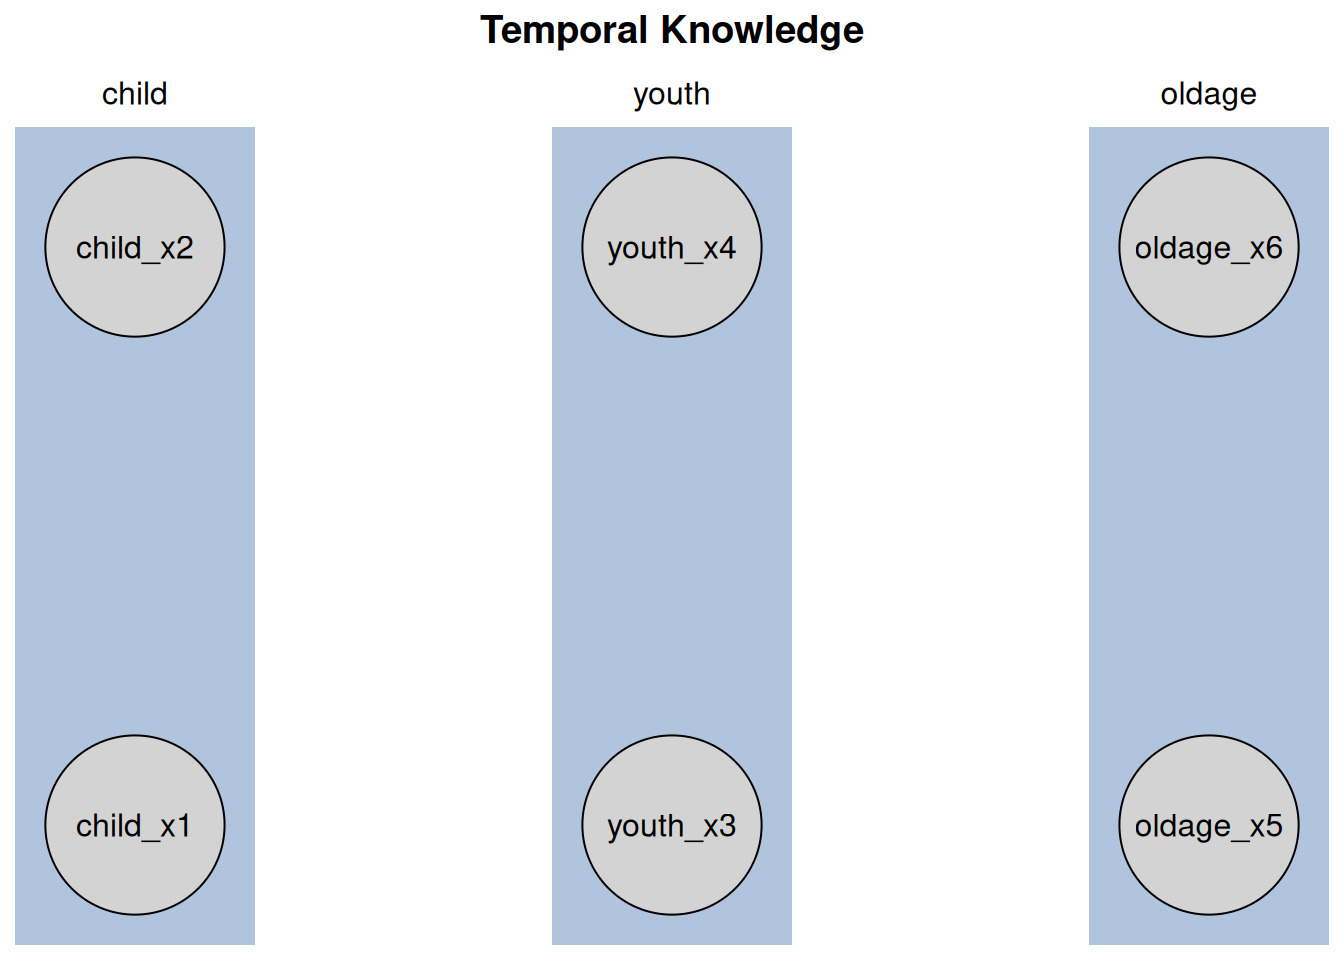 Temporal Knowledge
child
youth
oldage
child_x2
youth_x4
oldage_x6
child_x1
youth_x3
oldage_x5